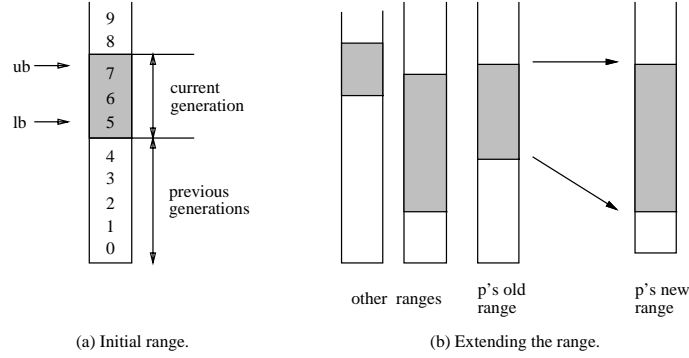 9
8
ub
7
6
5
lb
current
generation
4
3
2
1
0
previous
generations
(a) Initial range.
other ranges
p's old
range
p's new
range
(b) Extending the range.